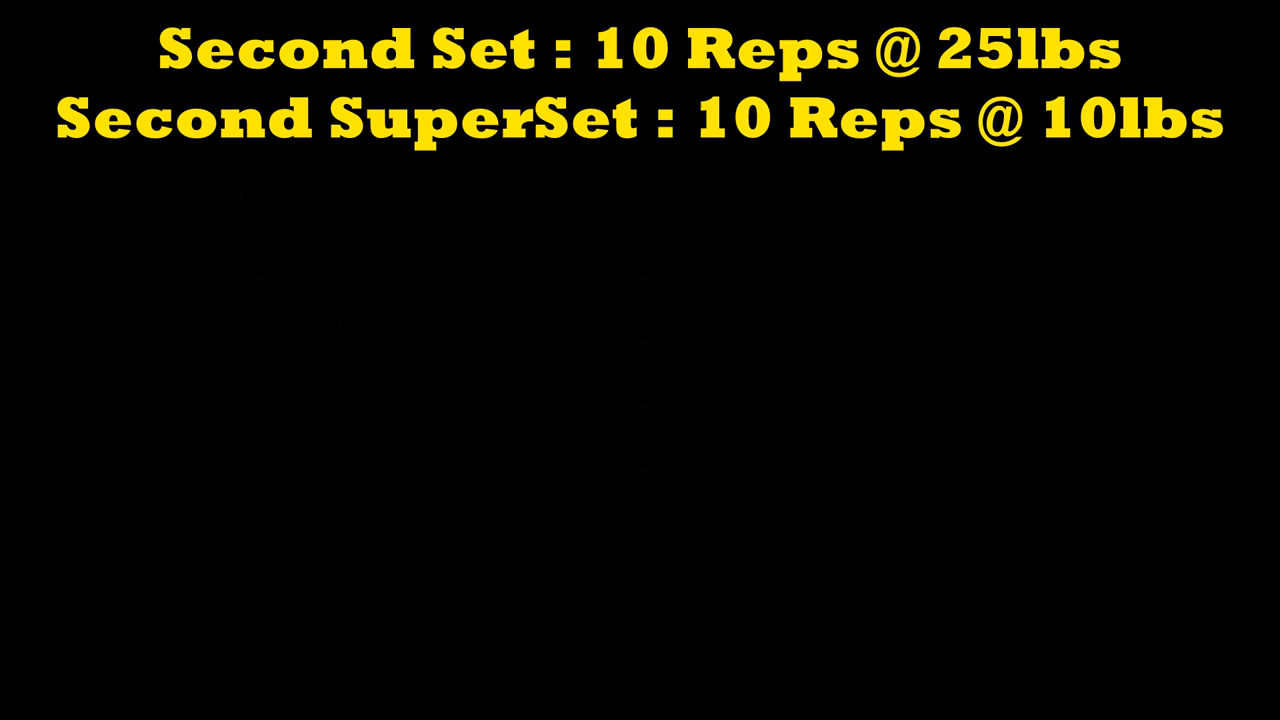 Second Set : 10 Reps @ 25lbs
Second SuperSet : 10 Reps @ 10lbs